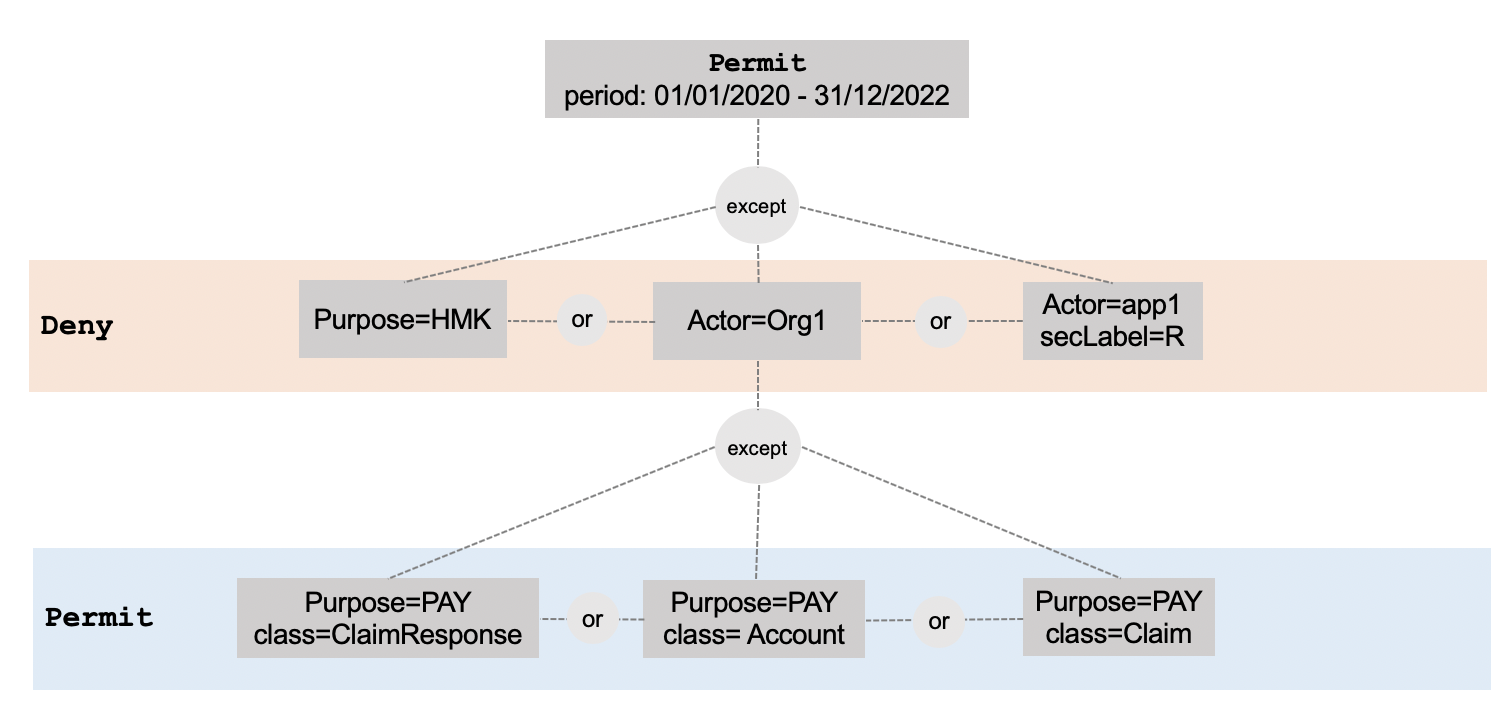 Permit
period: 01/01/2020 - 31/12/2022
except
Deny
Purpose=HMK
or
Actor=Org1
or
Actor=app1
secLabel=R
except
Permit
Purpose=PAY
class=ClaimResponse
or
Purpose=PAY
class= Account
or
Purpose=PAY
class=Claim